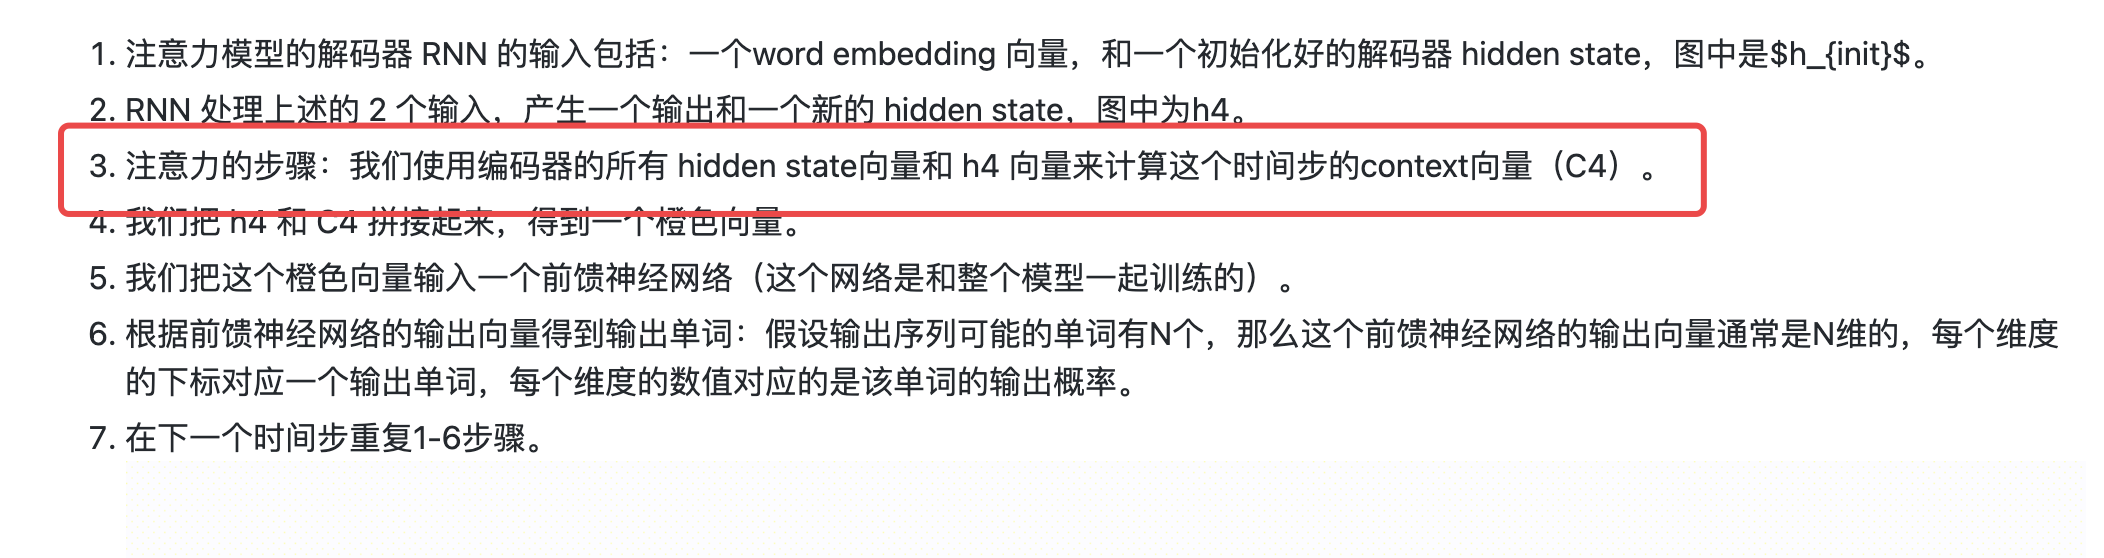 1. 注意力模型的解码器 RNN 的输入包括：一个word embedding 向量，和一个初始化好的解码器 hidden state，图中是$h_{init}$。
2. RNN 处理上述的 2 个输入，产生一个输出和一个新的 hidden state，图中为h4。
3. 注意力的步骤：我们使用编码器的所有 hidden state向量和 h4 向量来计算这个时间步的context向量（C4）。
4. 我们把 h4 和 C4 拼接起来，得到一个橙色向量。
5. 我们把这个橙色向量输入一个前馈神经网络（这个网络是和整个模型一起训练的）。
6. 根据前馈神经网络的输出向量得到输出单词：假设输出序列可能的单词有N个，那么这个前馈神经网络的输出向量通常是N维的，每个维度
的下标对应一个输出单词，每个维度的数值对应的是该单词的输出概率。
7. 在下一个时间步重复1-6步骤。